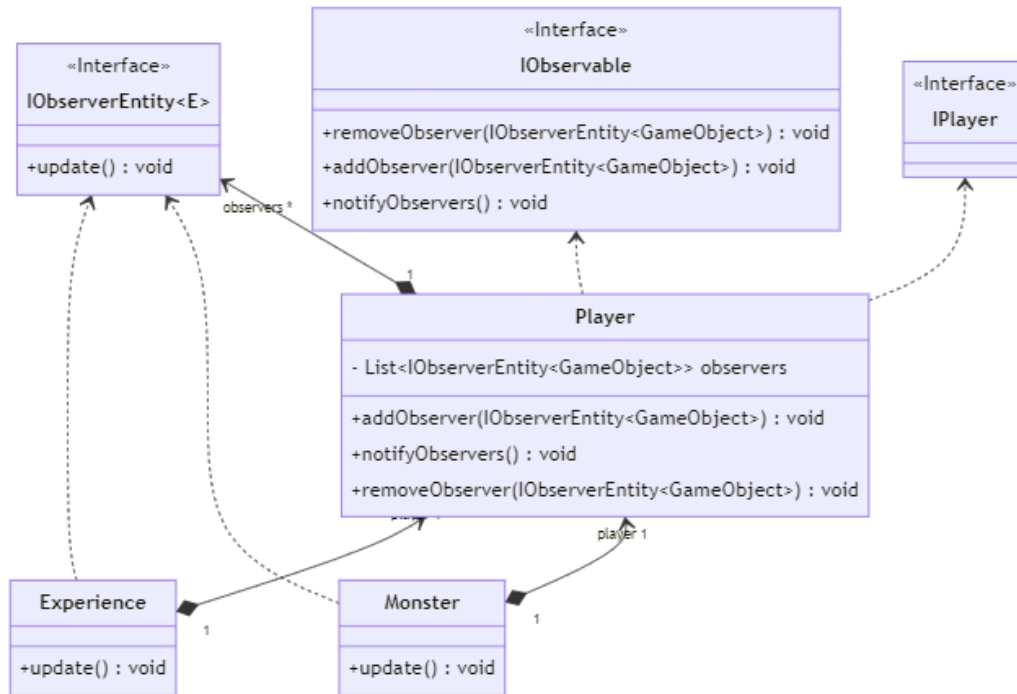 «Interface»
IObserverEntity<E>
+update() : void
«Interface»
IObservable
+removeObserver(IObserverEntity<GameObject>) : void
+addObserver(IObserverEntity<GameObject>) : void
+notifyObservers() : void
«Interface»
IPlayer
observers *
1
Player
- List<IObserverEntity<GameObject>> observers
+addObserver(IObserverEntity<GameObject>) : void
+notifyObservers() : void
+removeObserver(IObserverEntity<GameObject>) : void
player 1
Experience
+update() : void
1
Monster
+update() : void
1